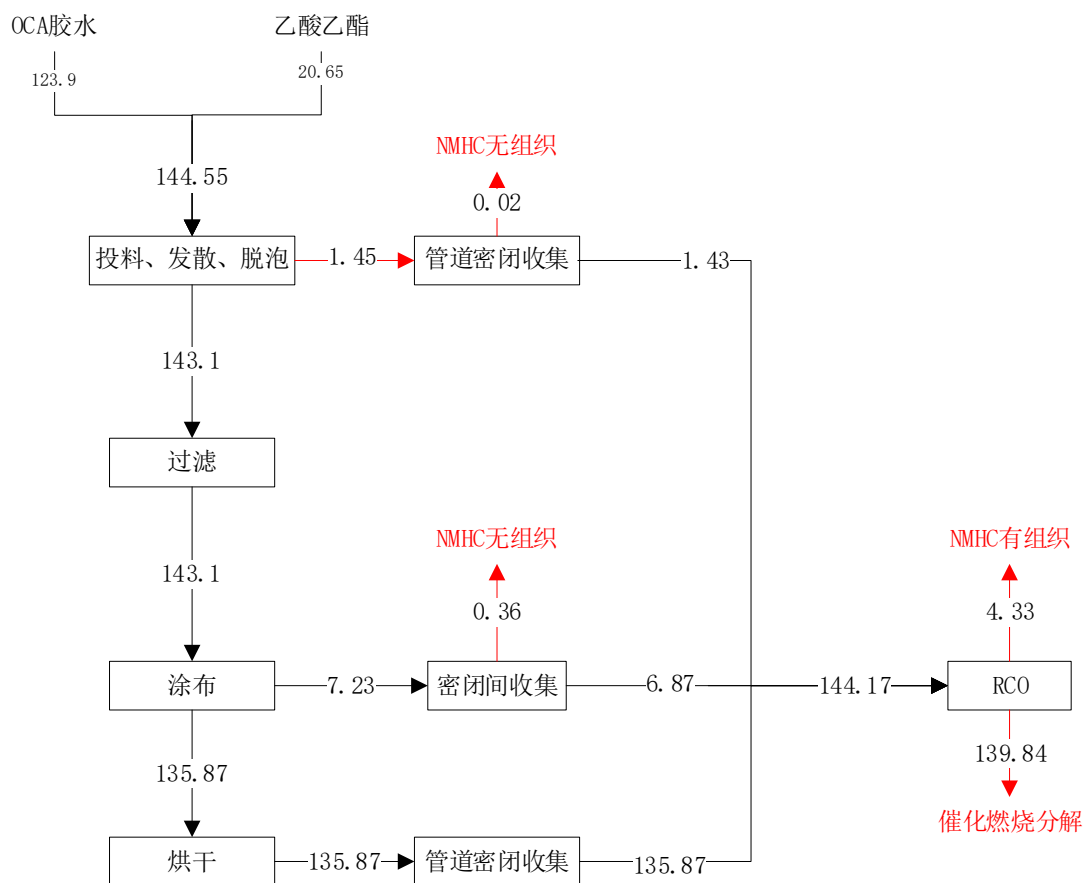 OCA胶水
乙酸乙酯
123.9
20.65
144.55
NMHC无组织
0.02
投料、发散、脱泡
1.45
管道密闭收集
1.43
143.1
过滤
143.1
NMHC无组织
0.36
NMHC有组织
4.33
涂布
7.23
密闭间收集
6.87
144.17
RCO
135.87
139.84
催化燃烧分解
烘干
135.87
管道密闭收集
135.87